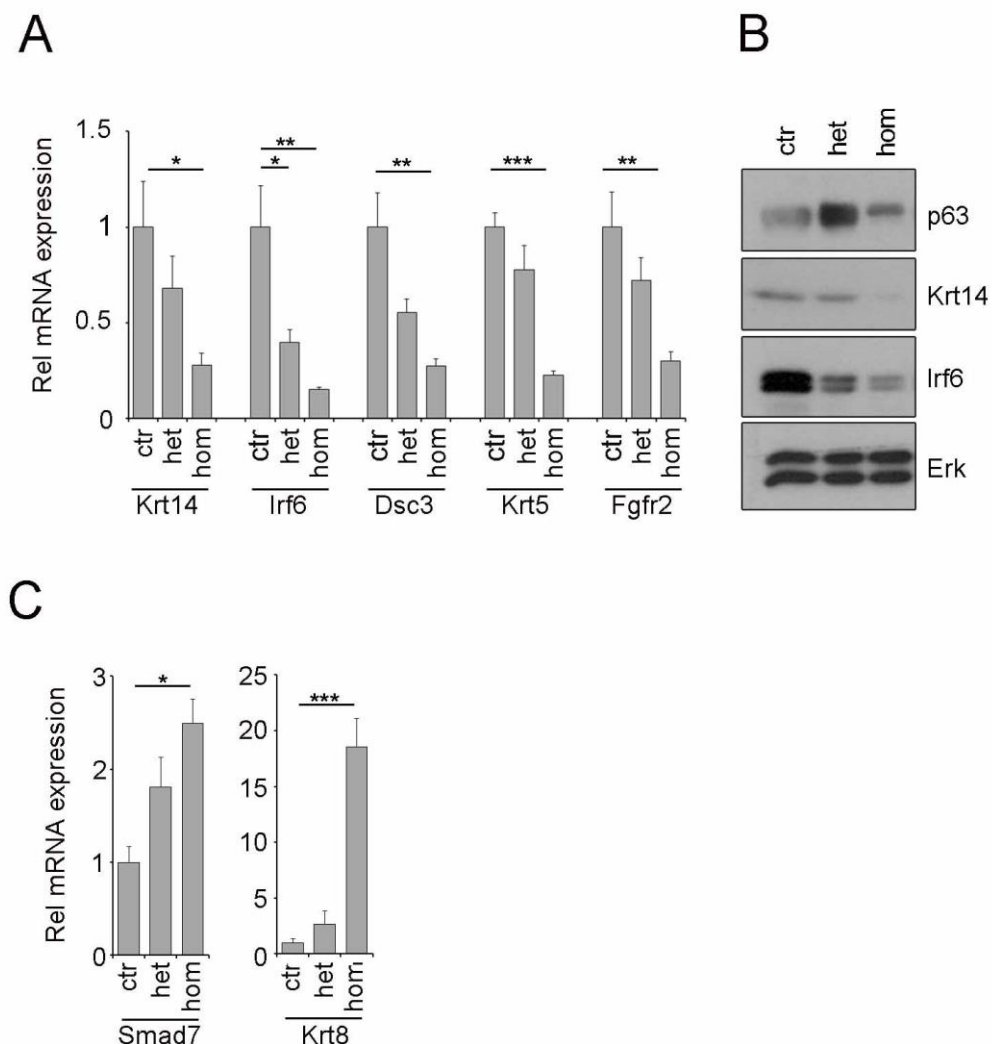 A
Rel mRNA expression
1.5
1
0.5
0
* ** * ** *** **
ctr het hom ctr het hom ctr het hom ctr het hom ctr het hom
Krt14 Irf6 Dsc3 Krt5 Fgfr2
B
ctr het hom
p63
Krt14
Irf6
Erk
C
Rel mRNA expression
3
2
1
0
*
ctr het hom
Smad7
25
20
15
10
5
0
***
ctr het hom
Krt8